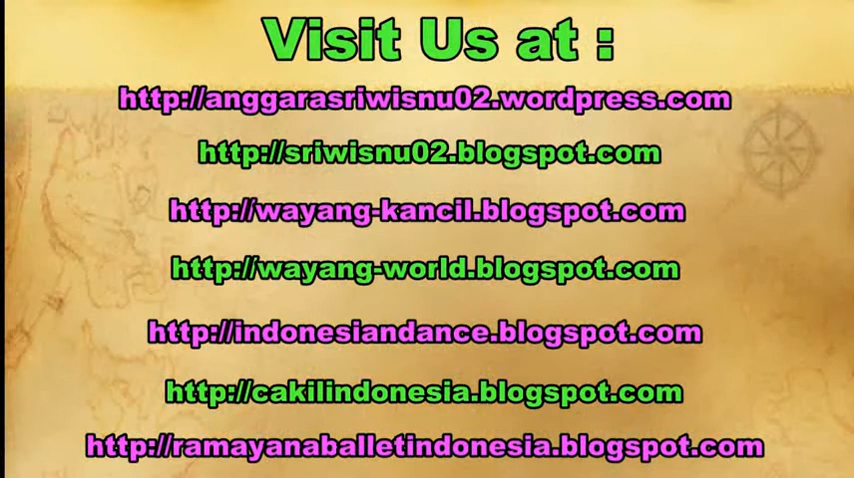 Visit Us at :
http://anggarasriwisnu02.wordpress.com
http://sriwisnu02.blogspot.com
http://wayang-kancil.blogspot.com
http://wayang-world.blogspot.com
http://indonesiandance.blogspot.com
http://cakilindonesia.blogspot.com
http://ramayanaballetindonesia.blogspot.com